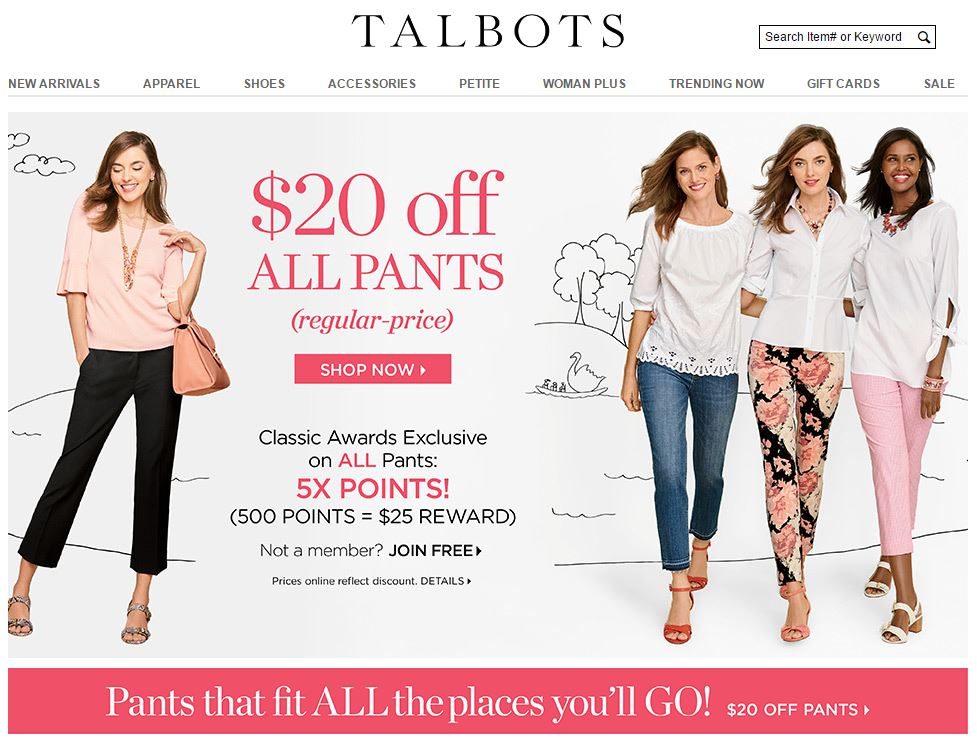 TALBOTS
Search Item# or Keyword
NEW ARRIVALS APPAREL SHOES ACCESSORIES PETITE WOMAN PLUS TRENDING NOW GIFT CARDS SALE
$20 off
ALL PANTS
(regular-price)
SHOP NOW
Classic Awards Exclusive
on ALL Pants:
5X POINTS!
(500 POINTS = $25 REWARD)
Not a member? JOIN FREE
Prices online reflect discount. DETAILS
Pants that fit ALL the places you'll GO! $20 OFF PANTS